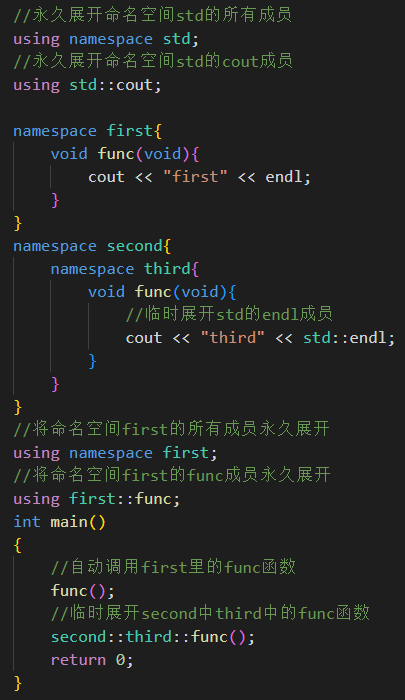 //永久展开命名空间std的所有成员
using namespace std;
//永久展开命名空间std的cout成员
using std::cout;

namespace first{
    void func(void){
        cout << "first" << endl;
    }
}
namespace second{
    namespace third{
        void func(void){
            //临时展开std的endl成员
            cout << "third" << std::endl;
        }
    }
}
//将命名空间first的所有成员永久展开
using namespace first;
//将命名空间first的func成员永久展开
using first::func;
int main()
{
    //自动调用first里的func函数
    func();
    //临时展开second中third中的func函数
    second::third::func();
    return 0;
}